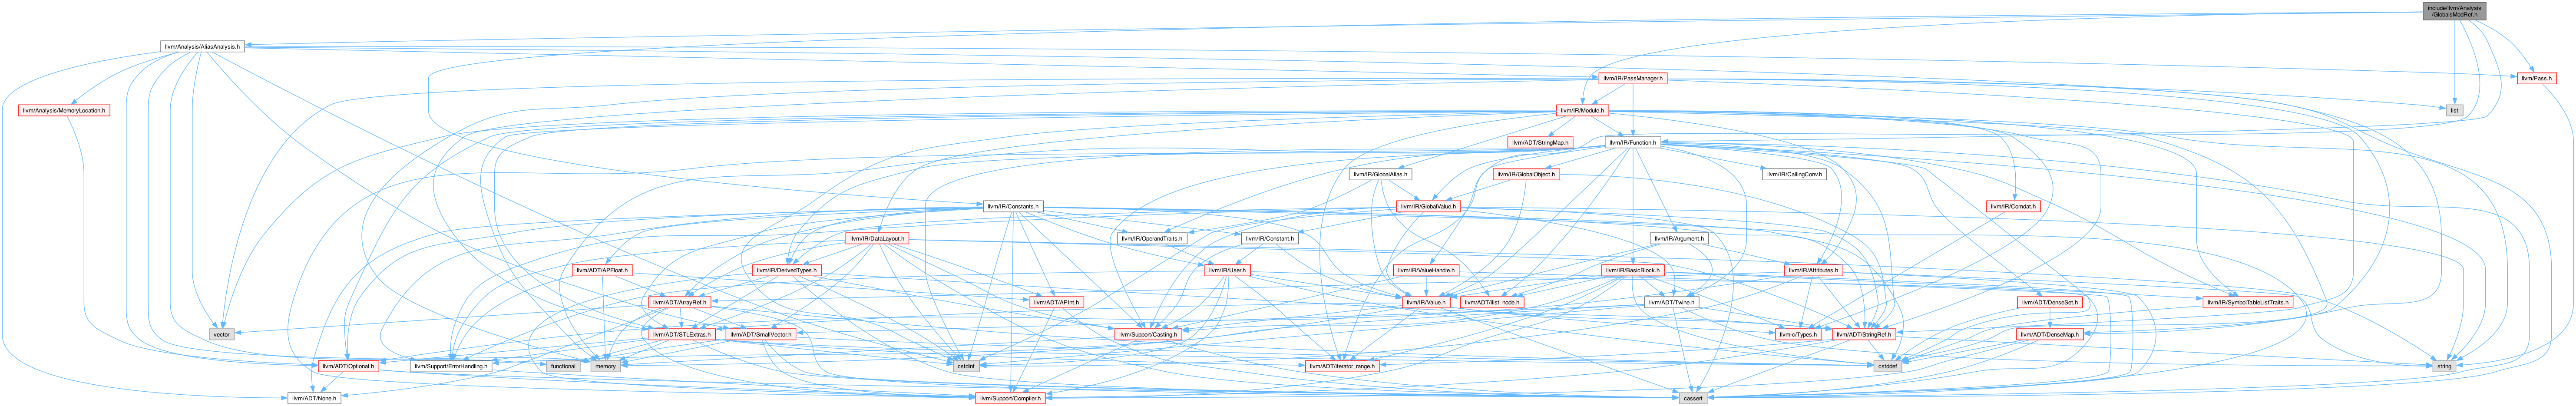 include/llvm/Analysis
/GlobalsModRef.h
llvm/Analysis/AliasAnalysis.h
llvm/IR/PassManager.h
llvm/Pass.h
llvm/Analysis/MemoryLocation.h
llvm/IR/Module.h
list
llvm/ADT/StringMap.h
llvm/IR/Function.h
llvm/IR/GlobalAlias.h
llvm/IR/GlobalObject.h
llvm/IR/CallingConv.h
llvm/IR/Constants.h
llvm/IR/GlobalValue.h
llvm/IR/Comdat.h
llvm/IR/DataLayout.h
llvm/IR/OperandTraits.h
llvm/IR/Constant.h
llvm/IR/Argument.h
llvm/ADT/APFloat.h
llvm/IR/DerivedTypes.h
llvm/IR/User.h
llvm/IR/ValueHandle.h
llvm/IR/BasicBlock.h
llvm/IR/Attributes.h
llvm/ADT/ArrayRef.h
llvm/ADT/APInt.h
llvm/IR/Value.h
llvm/ADT/ilist_node.h
llvm/ADT/Twine.h
llvm/ADT/DenseSet.h
llvm/IR/SymbolTableListTraits.h
vector
llvm/ADT/STLExtras.h
llvm/ADT/SmallVector.h
llvm/Support/Casting.h
llvm-c/Types.h
llvm/ADT/StringRef.h
llvm/ADT/DenseMap.h
llvm/ADT/Optional.h
llvm/Support/ErrorHandling.h
functional
memory
cstdint
llvm/ADT/iterator_range.h
cstddef
string
llvm/ADT/None.h
llvm/Support/Compiler.h
cassert